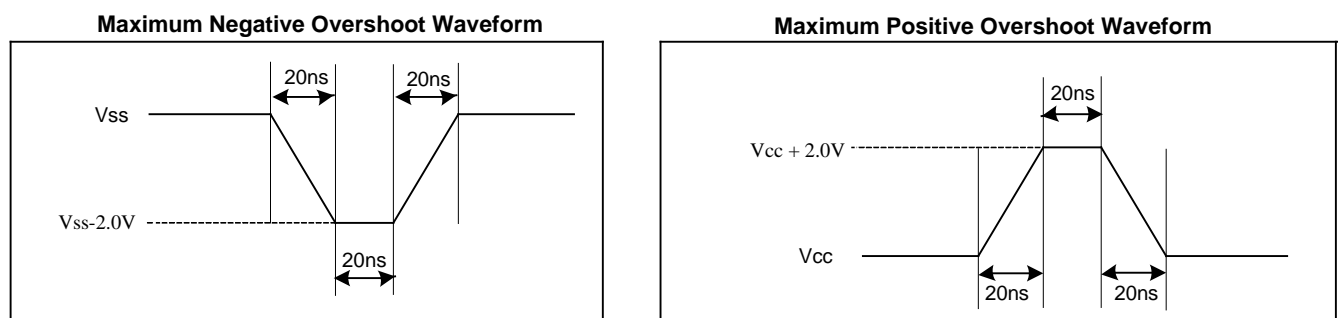 Maximum Negative Overshoot Waveform
20ns
20ns
Vss
Vss-2.0V
20ns
Maximum Positive Overshoot Waveform
20ns
Vcc + 2.0V
Vcc
20ns
20ns